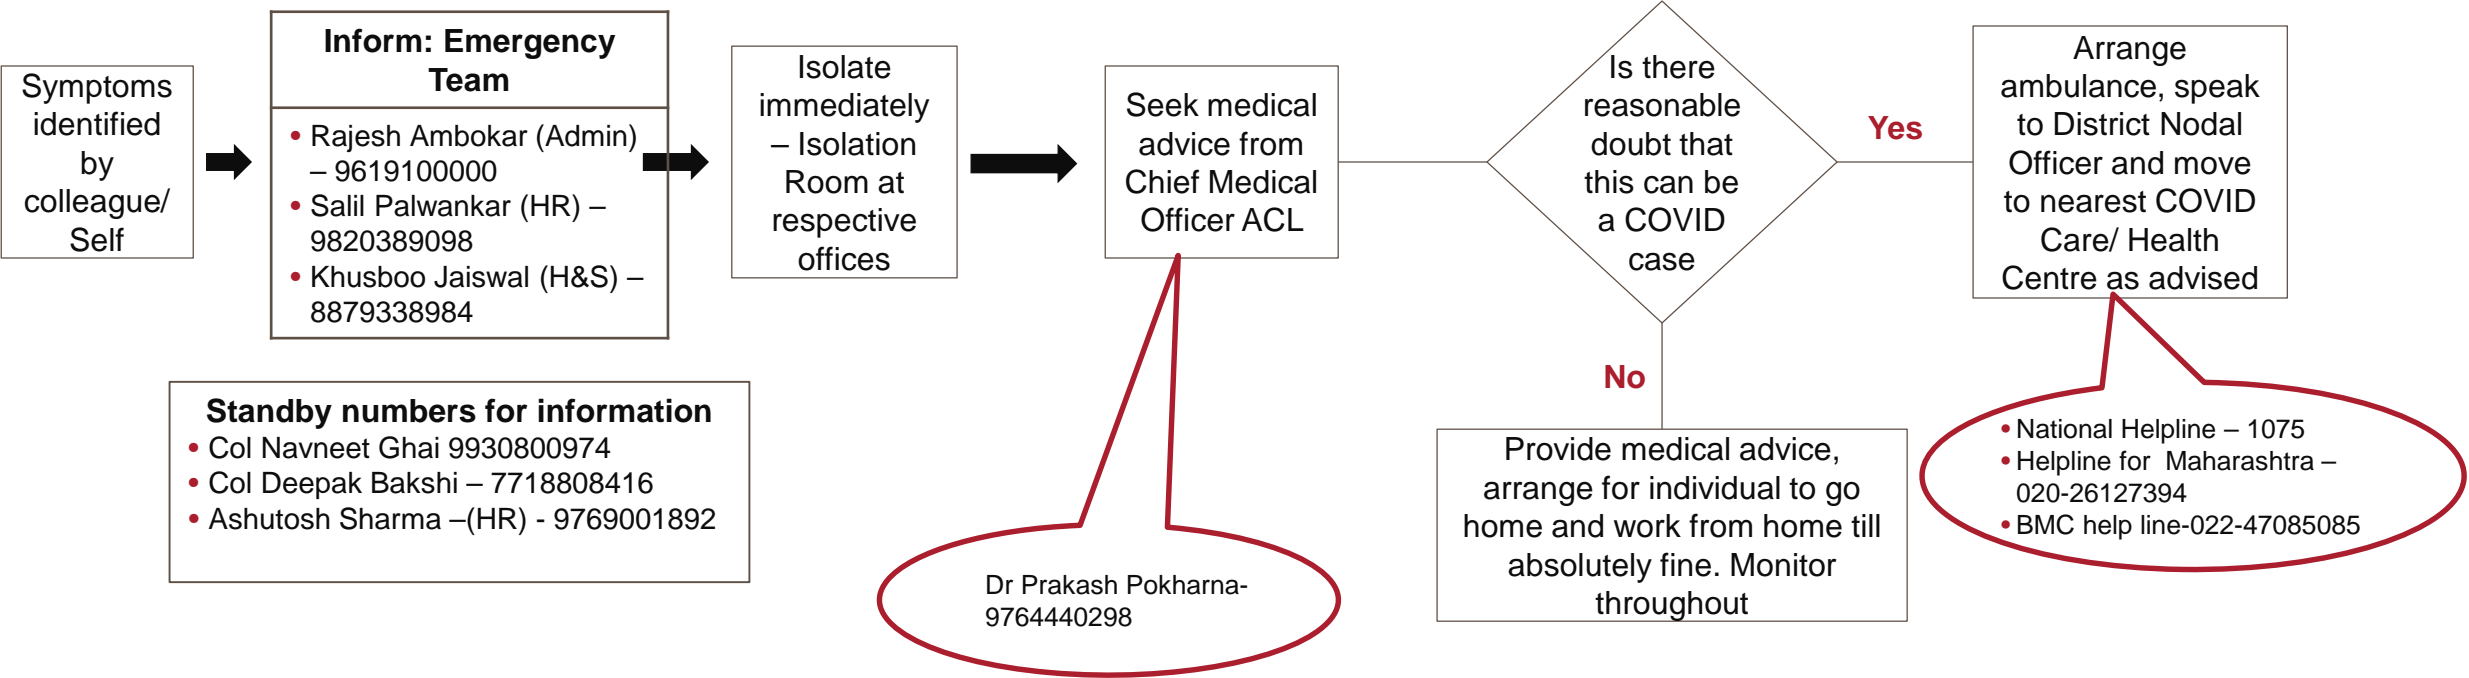 Symptoms
identified
by
colleague/
Self
Inform: Emergency
Team
• Rajesh Ambokar (Admin)
– 9619100000
• Salil Palwankar (HR) –
9820389098
• Khusboo Jaiswal (H&S) –
8879338984
Isolate
immediately
– Isolation
Room at
respective
offices
Seek medical
advice from
Chief Medical
Officer ACL
Is there
reasonable
doubt that
this can be
a COVID
case
Yes
Arrange
ambulance, speak
to District Nodal
Officer and move
to nearest COVID
Care/ Health
Centre as advised
No
Standby numbers for information
• Col Navneet Ghai 9930800974
• Col Deepak Bakshi – 7718808416
• Ashutosh Sharma –(HR) - 9769001892
Dr Prakash Pokharna-
9764440298
Provide medical advice,
arrange for individual to go
home and work from home till
absolutely fine. Monitor
throughout
• National Helpline – 1075
• Helpline for  Maharashtra –
020-26127394
• BMC help line-022-47085085